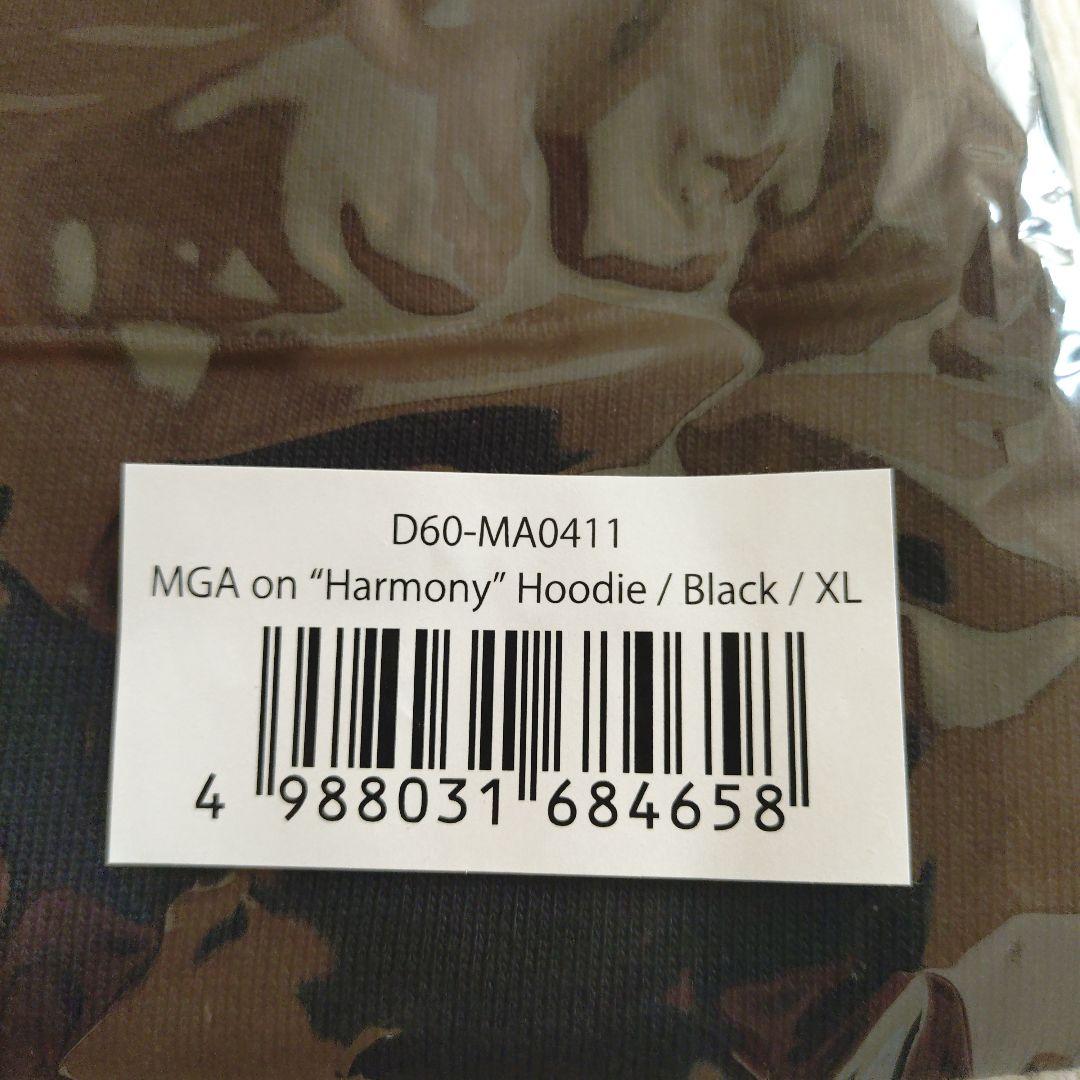 D60-MA0411
MGA on “Harmony” Hoodie / Black / XL
4 988031 684658